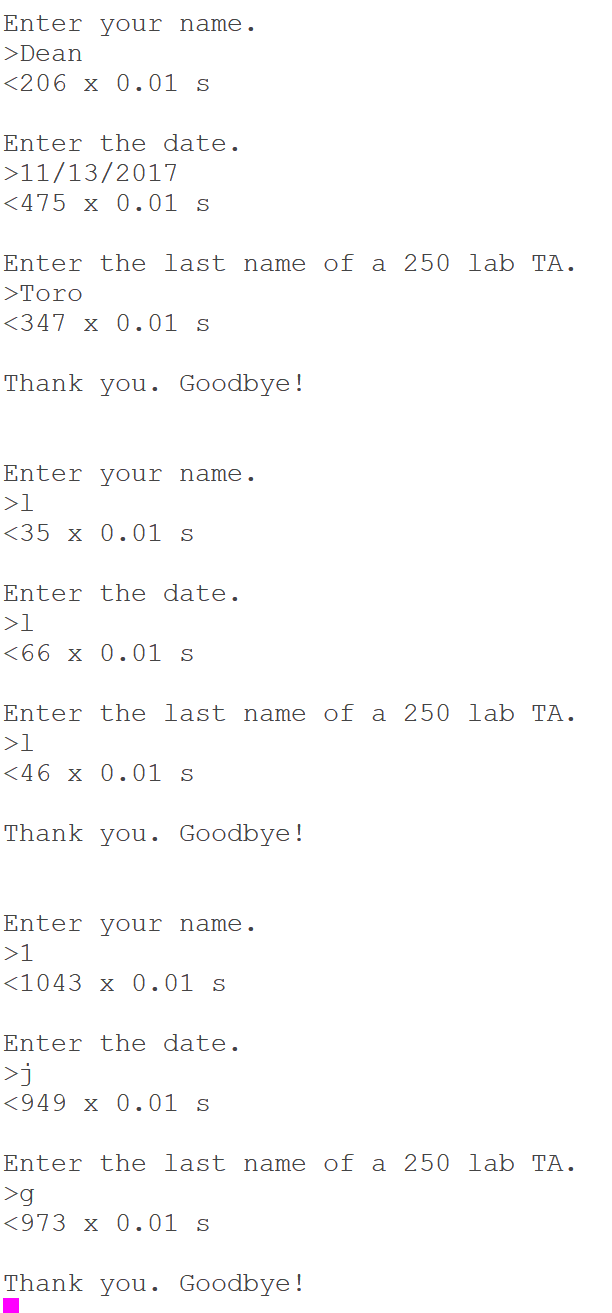 Enter your name.
>Dean
<206 x 0.01 s
Enter the date.
>11/13/2017
<475 x 0.01 s
Enter the last name of a 250 lab TA.
>Toro
<347 x 0.01 s
Thank you. Goodbye!
Enter your name.
>l
<35 x 0.01 s
Enter the date.
>l
<66 x 0.01 s
Enter the last name of a 250 lab TA.
>l
<46 x 0.01 s
Thank you. Goodbye!
Enter your name.
>1
<1043 x 0.01 s
Enter the date.
>j
<949 x 0.01 s
Enter the last name of a 250 lab TA.
>g
<973 x 0.01 s
Thank you. Goodbye!